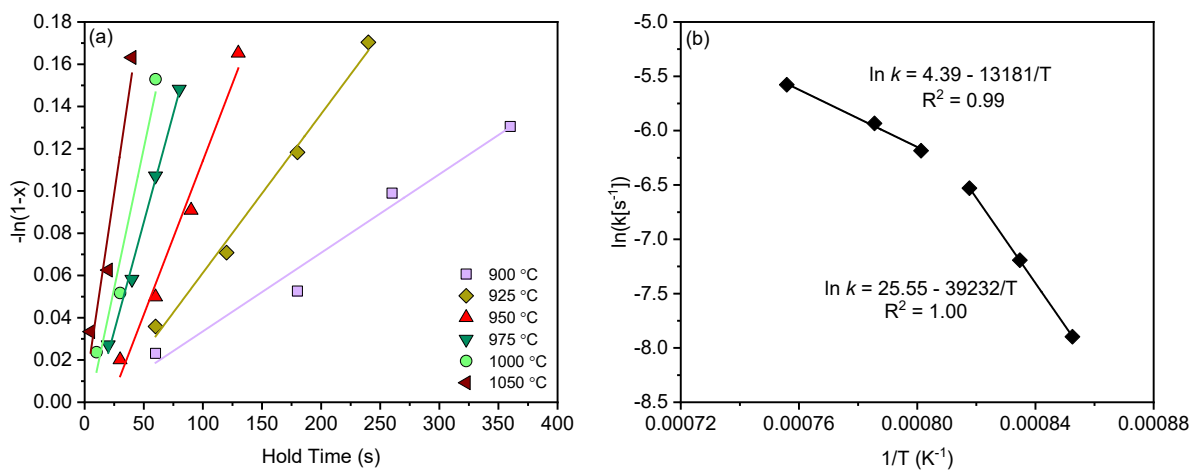 (a)
-ln(1-x)
0.18
0.16
0.14
0.12
0.10
0.08
0.06
0.04
0.02
0.00
0 50 100 150 200 250 300 350 400
Hold Time (s)
900 °C
925 °C
950 °C
975 °C
1000 °C
1050 °C
(b)
ln(k[s⁻¹])
-5.0
-5.5
-6.0
-6.5
-7.0
-7.5
-8.0
-8.5
ln k = 4.39 - 13181/T
R² = 0.99
ln k = 25.55 - 39232/T
R² = 1.00
0.00072 0.00076 0.00080 0.00084 0.00088
1/T (K⁻¹)